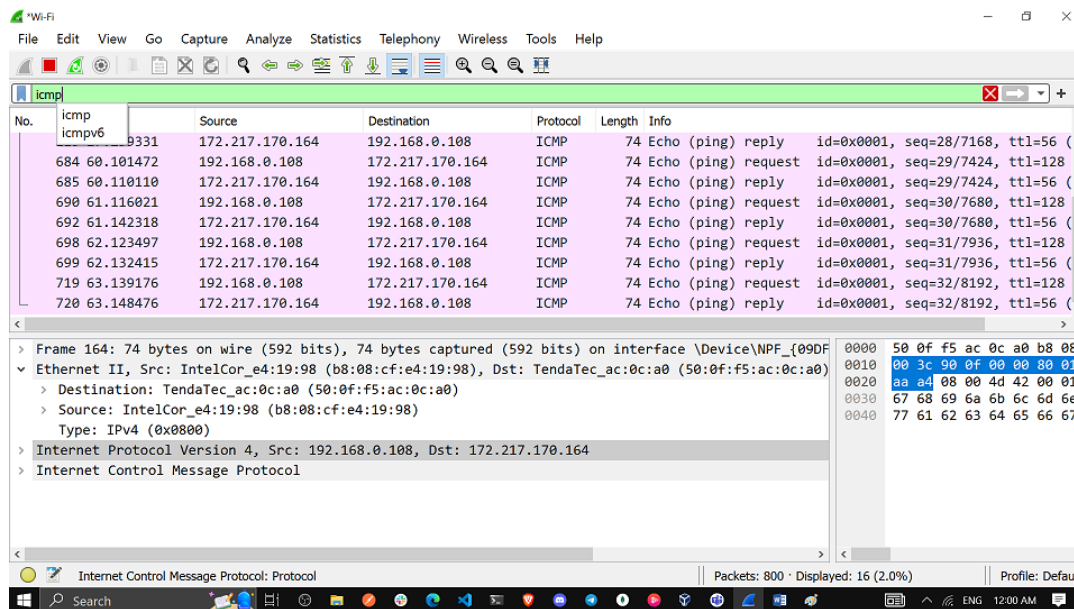 *Wi-Fi
File Edit View Go Capture Analyze Statistics Telephony Wireless Tools Help
icmp
icmp
icmpv6
No. Source Destination Protocol Length Info
9331 172.217.170.164 192.168.0.108 ICMP 74 Echo (ping) reply id=0x0001, seq=28/7168, ttl=56 (
684 60.101472 192.168.0.108 172.217.170.164 ICMP 74 Echo (ping) request id=0x0001, seq=29/7424, ttl=128
685 60.110110 172.217.170.164 192.168.0.108 ICMP 74 Echo (ping) reply id=0x0001, seq=29/7424, ttl=56 (
690 61.116021 192.168.0.108 172.217.170.164 ICMP 74 Echo (ping) request id=0x0001, seq=30/7680, ttl=128
692 61.142318 172.217.170.164 192.168.0.108 ICMP 74 Echo (ping) reply id=0x0001, seq=30/7680, ttl=56 (
698 62.123497 192.168.0.108 172.217.170.164 ICMP 74 Echo (ping) request id=0x0001, seq=31/7936, ttl=128
699 62.132415 172.217.170.164 192.168.0.108 ICMP 74 Echo (ping) reply id=0x0001, seq=31/7936, ttl=56 (
719 63.139176 192.168.0.108 172.217.170.164 ICMP 74 Echo (ping) request id=0x0001, seq=32/8192, ttl=128
720 63.148476 172.217.170.164 192.168.0.108 ICMP 74 Echo (ping) reply id=0x0001, seq=32/8192, ttl=56 (
Frame 164: 74 bytes on wire (592 bits), 74 bytes captured (592 bits) on interface \Device\NPF_{09DF
Ethernet II, Src: IntelCor_e4:19:98 (b8:08:cf:e4:19:98), Dst: TendaTec_ac:0c:a0 (50:0f:f5:ac:0c:a0)
Destination: TendaTec_ac:0c:a0 (50:0f:f5:ac:0c:a0)
Source: IntelCor_e4:19:98 (b8:08:cf:e4:19:98)
Type: IPv4 (0x0800)
Internet Protocol Version 4, Src: 192.168.0.108, Dst: 172.217.170.164
Internet Control Message Protocol
0000 50 0f f5 ac 0c a0 b8 08
0010 00 3c 90 0f 00 00 80 01
0020 aa a4 08 00 4d 42 00 01
0030 67 68 69 6a 6b 6c 6d 6e
0040 77 61 62 63 64 65 66 67
Internet Control Message Protocol: Protocol Packets: 800 · Displayed: 16 (2.0%) Profile: Defau
Search ENG 12:00 AM